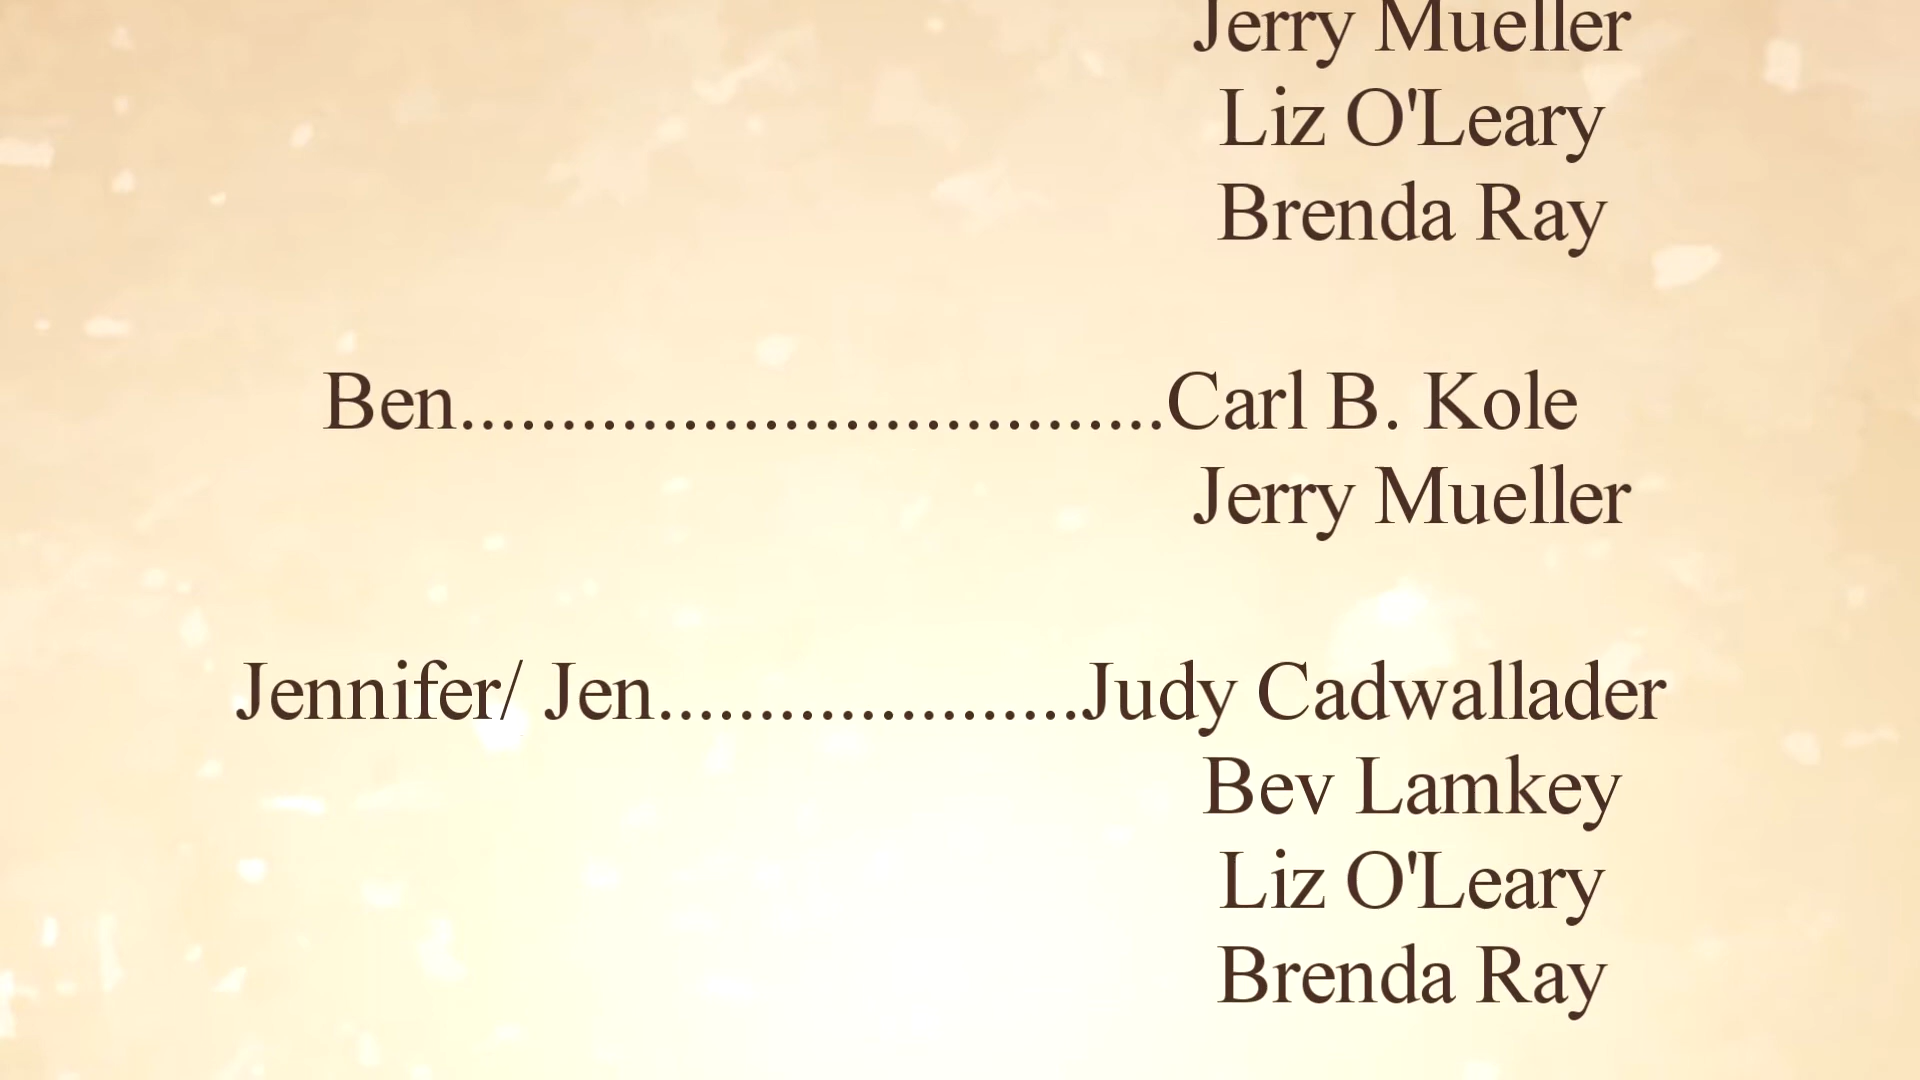 Jerry Mueller
Liz O'Leary
Brenda Ray
Ben...................................Carl B. Kole
Jerry Mueller
Jennifer/ Jen.....................Judy Cadwallader
Bev Lamkey
Liz O'Leary
Brenda Ray